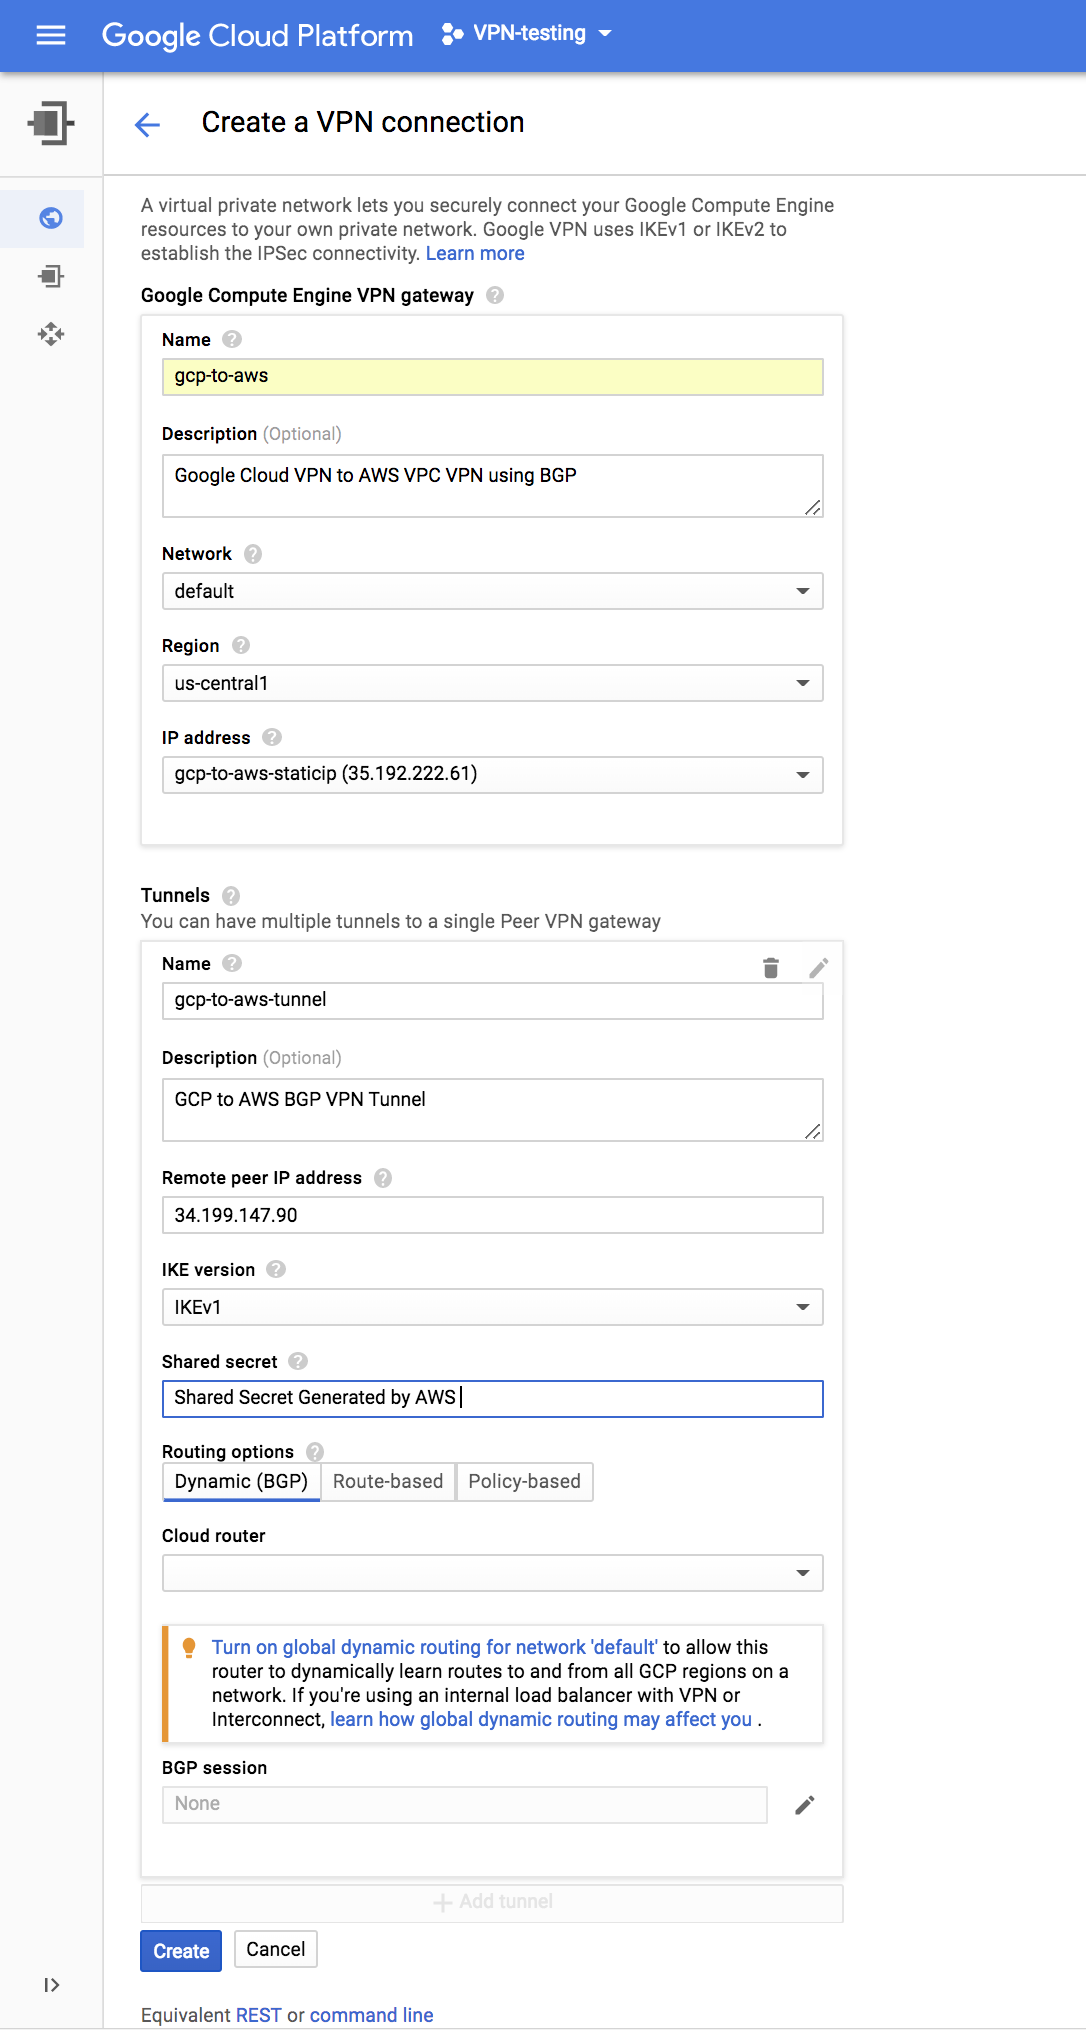 Google Cloud Platform VPN-testing
Create a VPN connection
A virtual private network lets you securely connect your Google Compute Engine
resources to your own private network. Google VPN uses IKEv1 or IKEv2 to
establish the IPSec connectivity. Learn more
Google Compute Engine VPN gateway ?
Name ?
gcp-to-aws
Description (Optional)
Google Cloud VPN to AWS VPC VPN using BGP
Network ?
default
Region ?
us-central1
IP address ?
gcp-to-aws-staticip (35.192.222.61)
Tunnels ?
You can have multiple tunnels to a single Peer VPN gateway
Name ?
gcp-to-aws-tunnel
Description (Optional)
GCP to AWS BGP VPN Tunnel
Remote peer IP address ?
34.199.147.90
IKE version ?
IKEv1
Shared secret ?
Shared Secret Generated by AWS
Routing options ?
Dynamic (BGP) Route-based Policy-based
Cloud router
Turn on global dynamic routing for network 'default' to allow this
router to dynamically learn routes to and from all GCP regions on a
network. If you're using an internal load balancer with VPN or
Interconnect, learn how global dynamic routing may affect you .
BGP session
None
+ Add tunnel
Create Cancel
Equivalent REST or command line